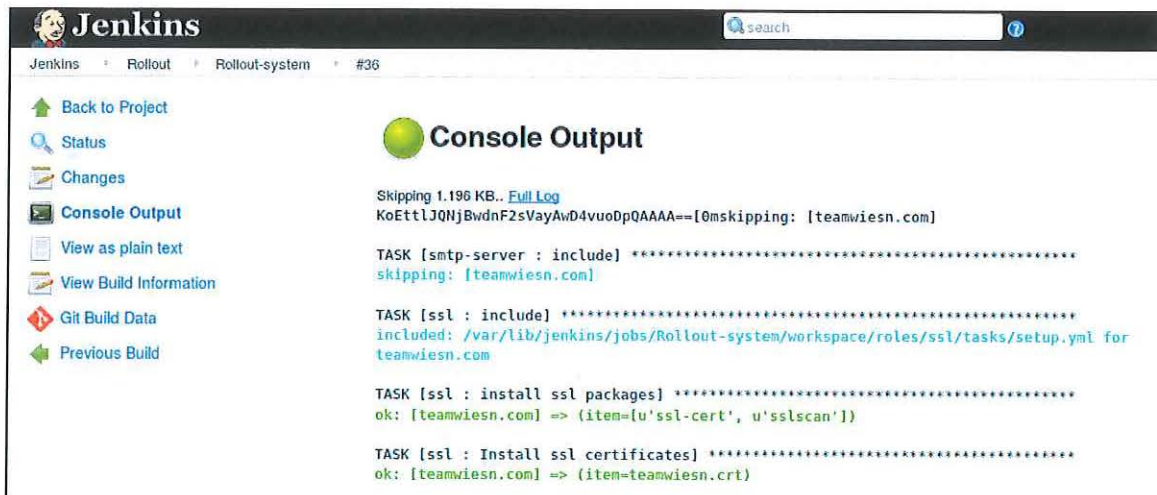 Jenkins
search
Jenkins Rollout Rollout-system #36
Back to Project
Status
Changes
Console Output
View as plain text
View Build Information
Git Build Data
Previous Build
Console Output
Skipping 1.196 KB.. Full Log
KoEttlJQNjBwdnF2sVayAwD4vuoDpQAAAA==[0mskipping: [teamwiesn.com]
TASK [smtp-server : include] ***************************************************
skipping: [teamwiesn.com]
TASK [ssl : include] ***********************************************************
included: /var/lib/jenkins/jobs/Rollout-system/workspace/roles/ssl/tasks/setup.yml for
teamwiesn.com
TASK [ssl : install ssl packages] **********************************************
ok: [teamwiesn.com] => (item=[u'ssl-cert', u'sslscan'])
TASK [ssl : Install ssl certificates] ******************************************
ok: [teamwiesn.com] => (item=teamwiesn.crt)